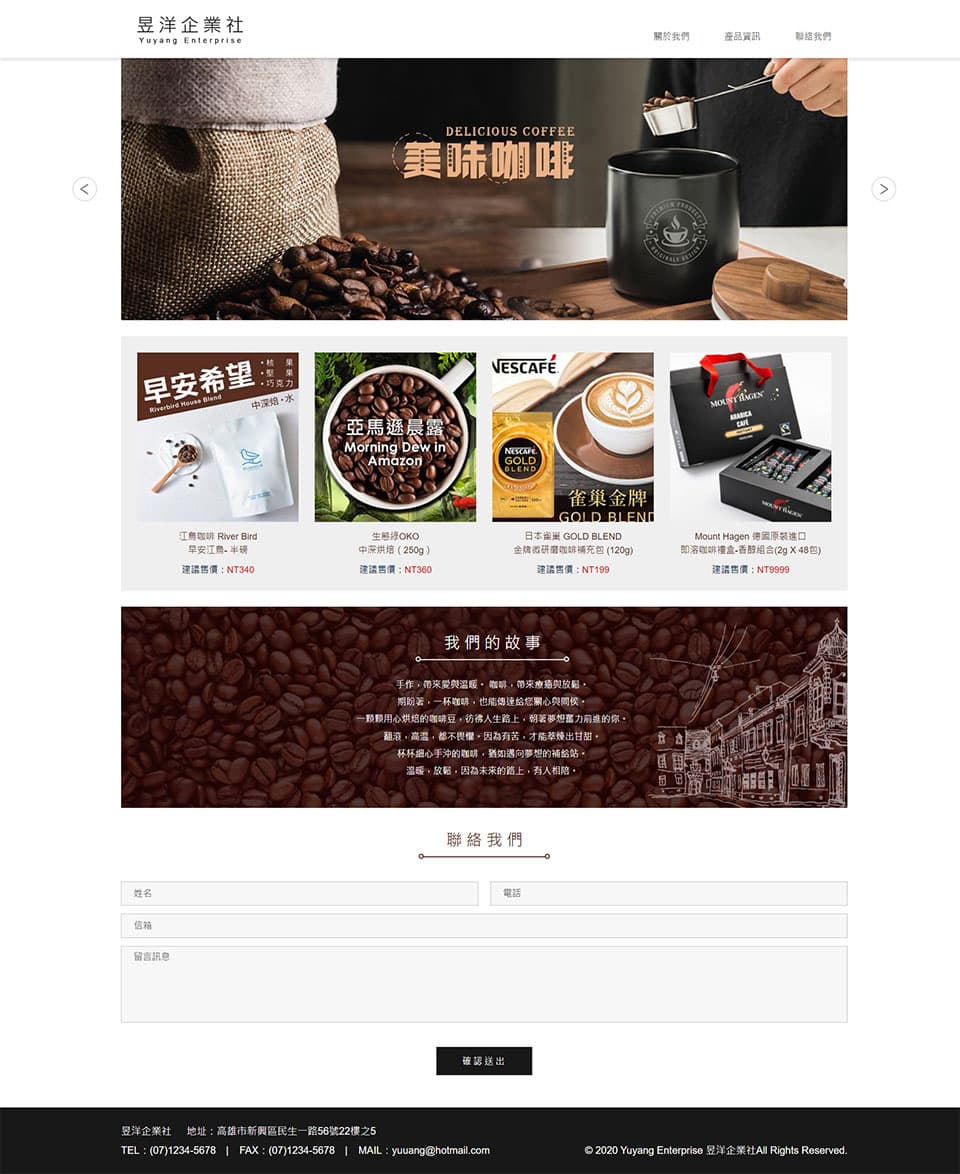 昱洋企業社
Yuyang Enterprise
關於我們
產品資訊
聯絡我們
DELICIOUS COFFEE
美味咖啡
PREMIUM PRODUCT
ORIGINALS DESIGN
早安希望
Riverbird House Blend
•核果
•堅果
•巧克力
中深焙・水
亞馬遜晨露
Morning Dew in
Amazon
NESCAFÉ
NESCAFÉ
GOLD
BLEND
雀巢金牌
GOLD BLEND
MOUNT HAGEN
ARABICA
CAFÉ
MOUNT HAGEN
江鳥咖啡 River Bird
早安江鳥- 半磅
建議售價：NT340
生態綠OKO
中深烘焙（250g）
建議售價：NT360
日本雀巢 GOLD BLEND
金牌微研磨咖啡補充包 (120g)
建議售價：NT199
Mount Hagen 德國原裝進口
即溶咖啡禮盒-香醇組合(2g X 48包)
建議售價：NT9999
我們的故事
手作，帶來愛與溫暖。 咖啡，帶來療癒與放鬆。
期盼著，一杯咖啡，也能傳達給您關心與問侯。
一顆顆用心烘焙的咖啡豆，彷彿人生路上，朝著夢想奮力前進的你。
翻滾，高溫，都不畏懼。因為有苦，才能萃煉出甘甜。
杯杯細心手沖的咖啡，猶如邁向夢想的補給站。
溫暖，放鬆，因為未來的路上，有人相陪。
聯絡我們
姓名
電話
信箱
留言訊息
確認送出
昱洋企業社 地址：高雄市新興區民生一路56號22樓之5
TEL：(07)1234-5678 | FAX：(07)1234-5678 | MAIL：yuuang@hotmail.com
© 2020 Yuyang Enterprise 昱洋企業社All Rights Reserved.